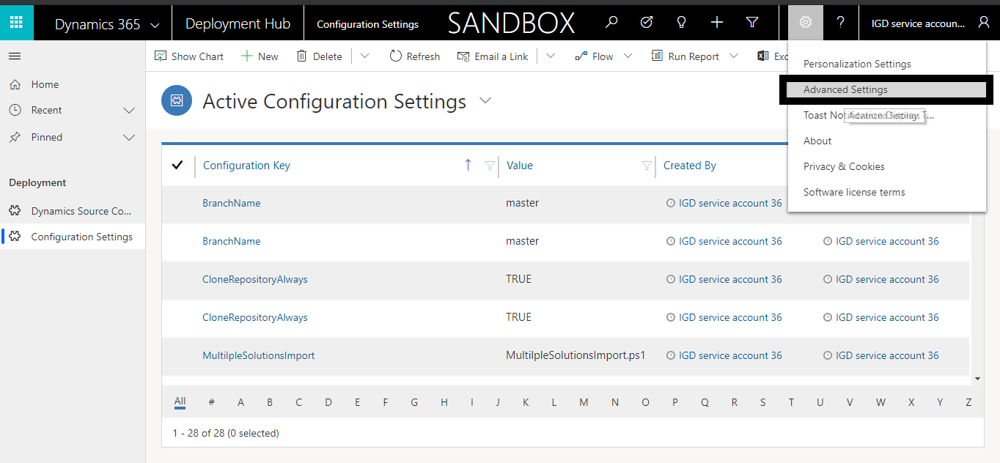 Dynamics 365 Deployment Hub Configuration Settings SANDBOX ? IGD service accoun...
Show Chart New Delete Refresh Email a Link Flow Run Report
Personalization Settings
Advanced Settings
Toast
About
Privacy & Cookies
Software license terms
Home
Recent
Pinned
Deployment
Dynamics Source Co...
Configuration Settings
Active Configuration Settings
Configuration Key Value Created By
BranchName master IGD service account 36
BranchName master IGD service account 36 IGD service account 36
CloneRepositoryAlways TRUE IGD service account 36 IGD service account 36
CloneRepositoryAlways TRUE IGD service account 36 IGD service account 36
MultilpleSolutionsImport MultilpleSolutionsImport.ps1 IGD service account 36 IGD service account 36
All # A B C D E F G H I J K L M N O P Q R S T U V W X Y Z
1 - 28 of 28 (0 selected)